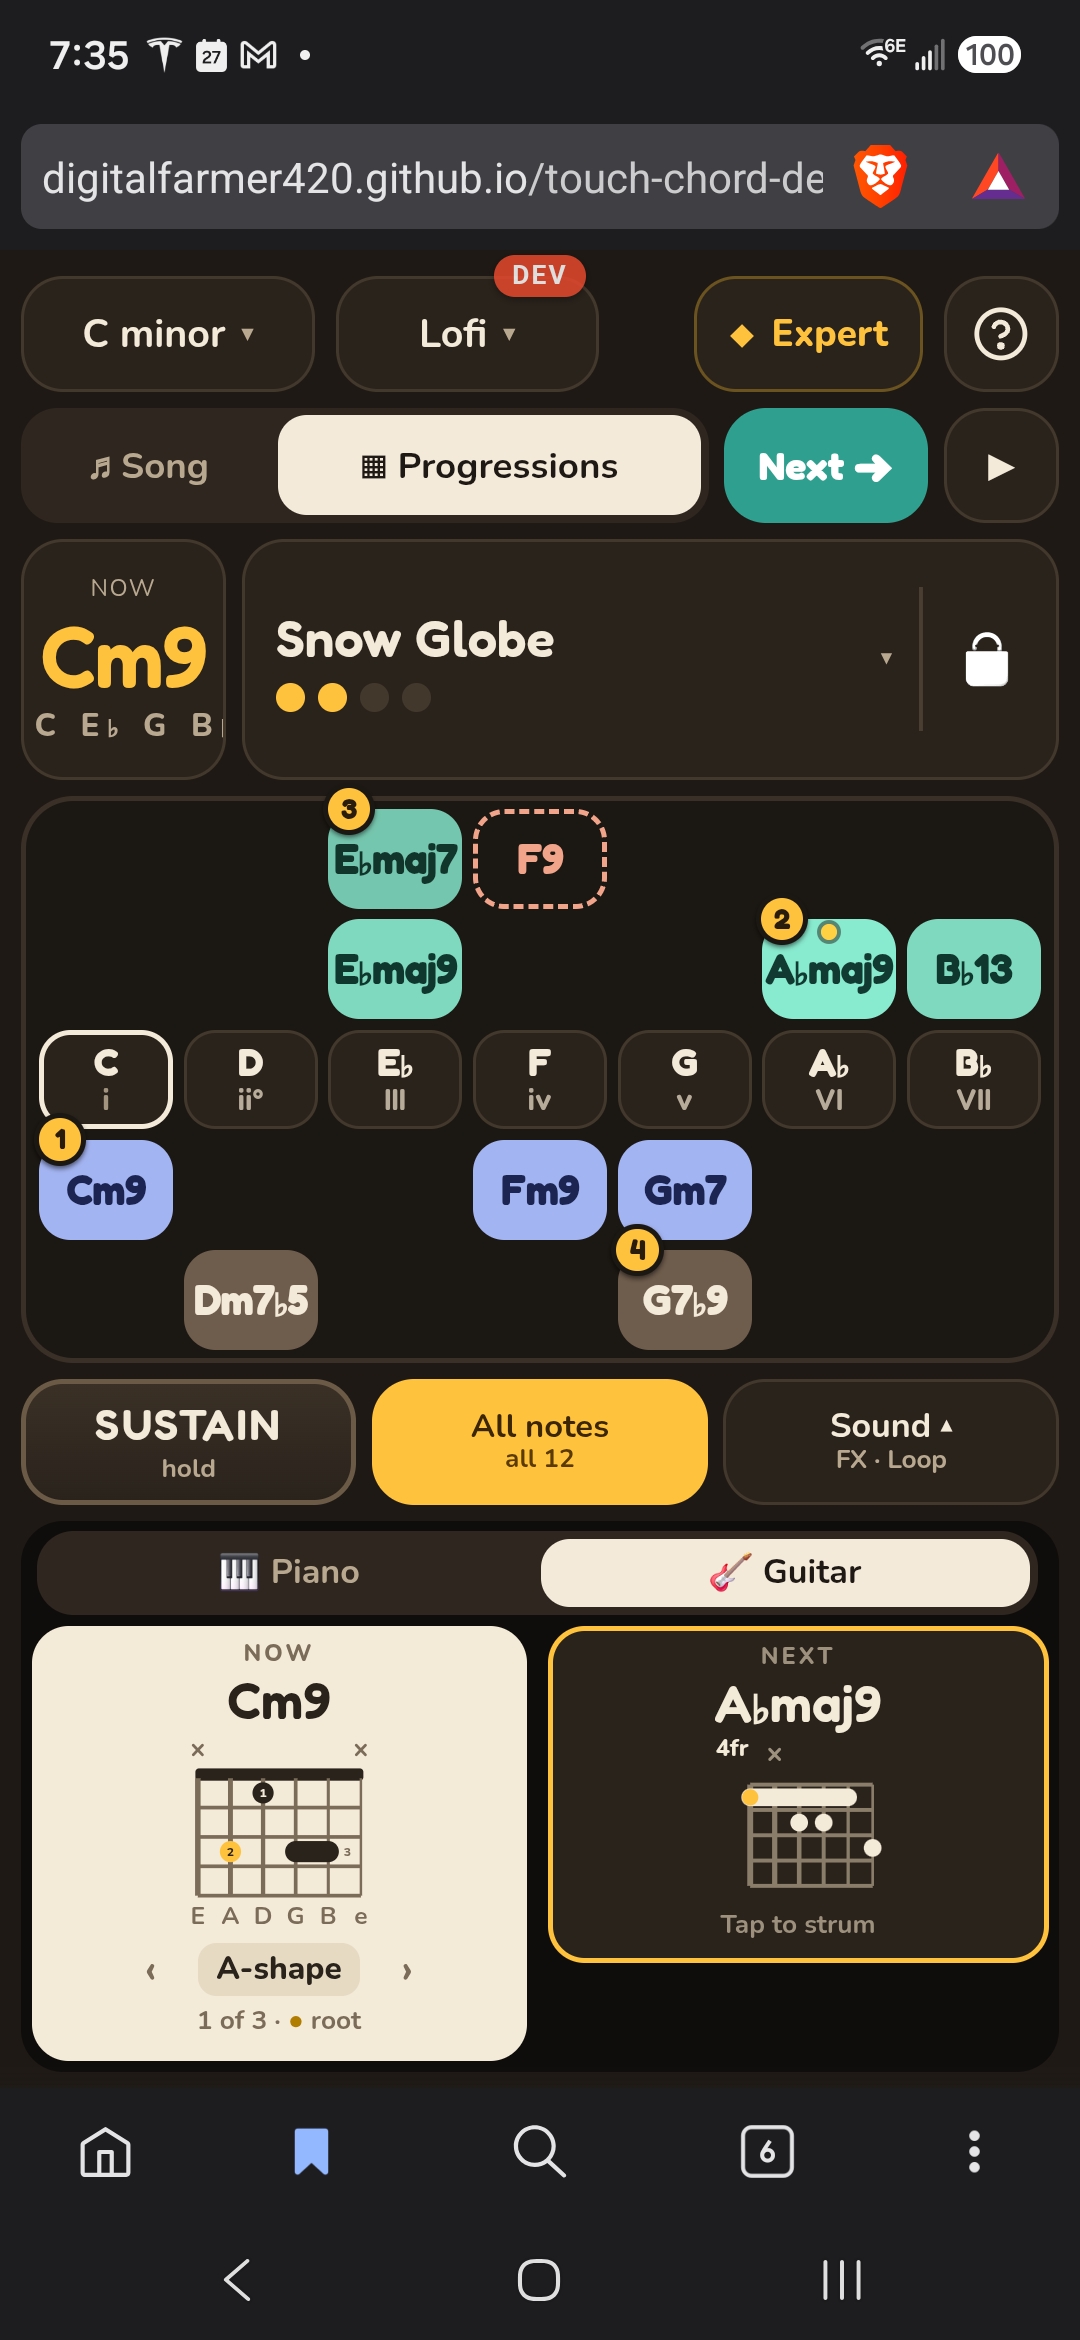 7:35 27 6E 100
digitalfarmer420.github.io/touch-chord-de
DEV
C minor ▾ Lofi ▾ ◆ Expert ?
♬ Song ▦ Progressions Next ➔ ▶
NOW
Cm9
C E♭ G B
Snow Globe ▾
3 E♭maj7 F9
E♭maj9 2 A♭maj9 B♭13
C D E♭ F G A♭ B♭
i ii° III iv v VI VII
1 Cm9 Fm9 Gm7
Dm7♭5 4 G7♭9
SUSTAIN
hold
All notes
all 12
Sound ▴
FX · Loop
🎹 Piano 🎸 Guitar
NOW
Cm9
× ×
1
2 3
E A D G B e
‹ A-shape ›
1 of 3 · ● root
NEXT
A♭maj9
4fr ×
Tap to strum
6